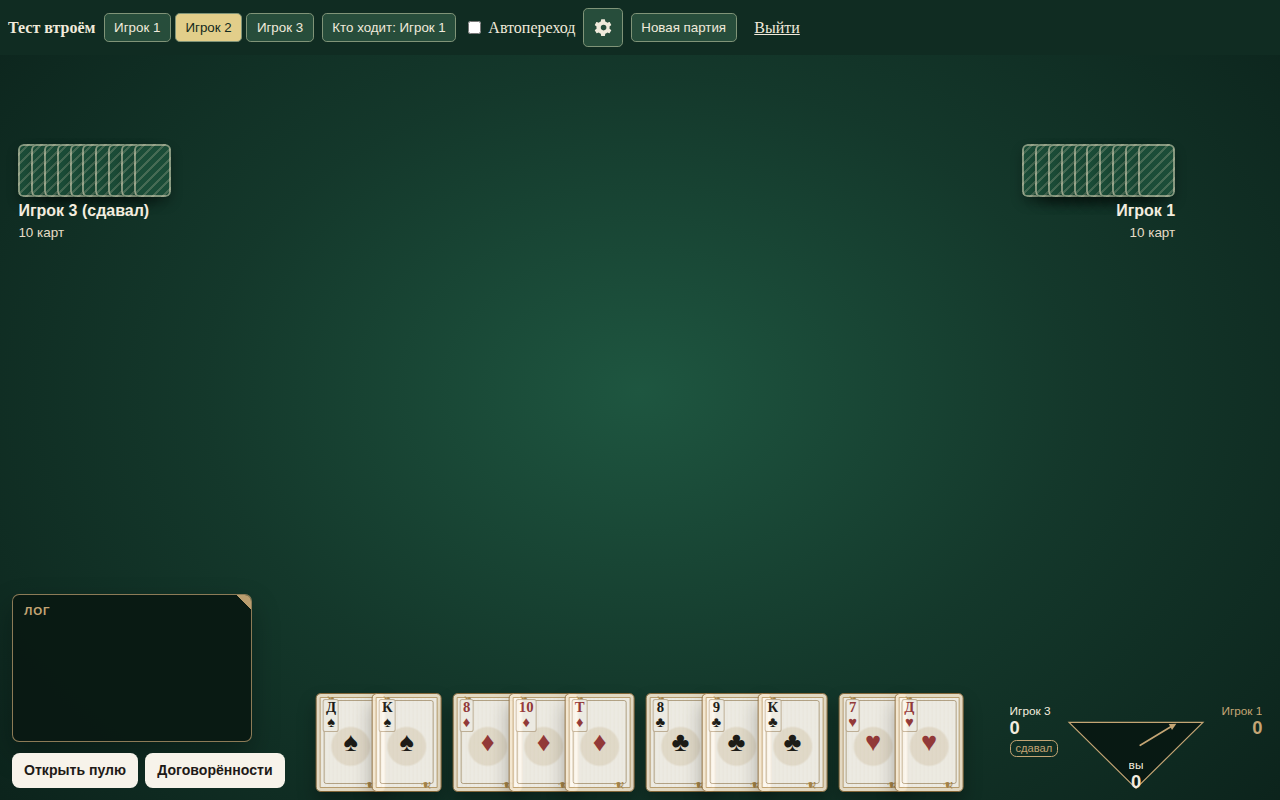 Тест втроём Игрок 1 Игрок 2 Игрок 3 Кто ходит: Игрок 1 Автопереход Новая партия Выйти
Игрок 3 (сдавал)
10 карт
Игрок 1
10 карт
ЛОГ
Открыть пулю Договорённости
Д К 8 10 Т 8 9 К 7 Д
Игрок 3
0
сдавал
Игрок 1
0
вы
0